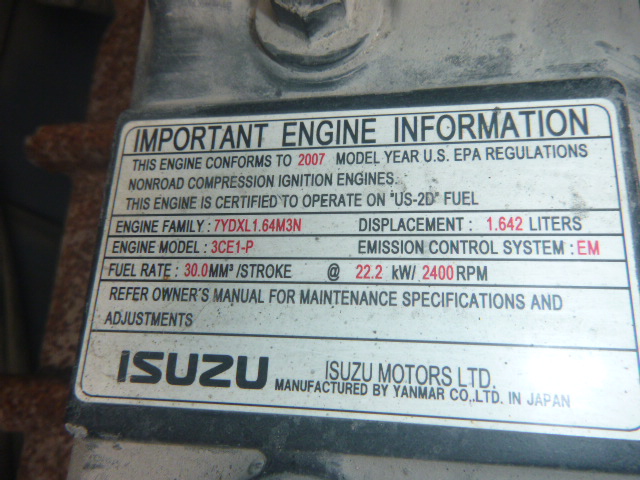 IMPORTANT ENGINE INFORMATION
THIS ENGINE CONFORMS TO 2007 MODEL YEAR U.S. EPA REGULATIONS
NONROAD COMPRESSION IGNITION ENGINES.
THIS ENGINE IS CERTIFIED TO OPERATE ON "US-2D" FUEL
ENGINE FAMILY : 7YDXL1.64M3N DISPLACEMENT : 1.642 LITERS
ENGINE MODEL : 3CE1-P EMISSION CONTROL SYSTEM : EM
FUEL RATE : 30.0MM³/STROKE @ 22.2 kW/ 2400RPM
REFER OWNER'S MANUAL FOR MAINTENANCE SPECIFICATIONS AND
ADJUSTMENTS
ISUZU ISUZU MOTORS LTD.
MANUFACTURED BY YANMAR CO.,LTD. IN JAPAN